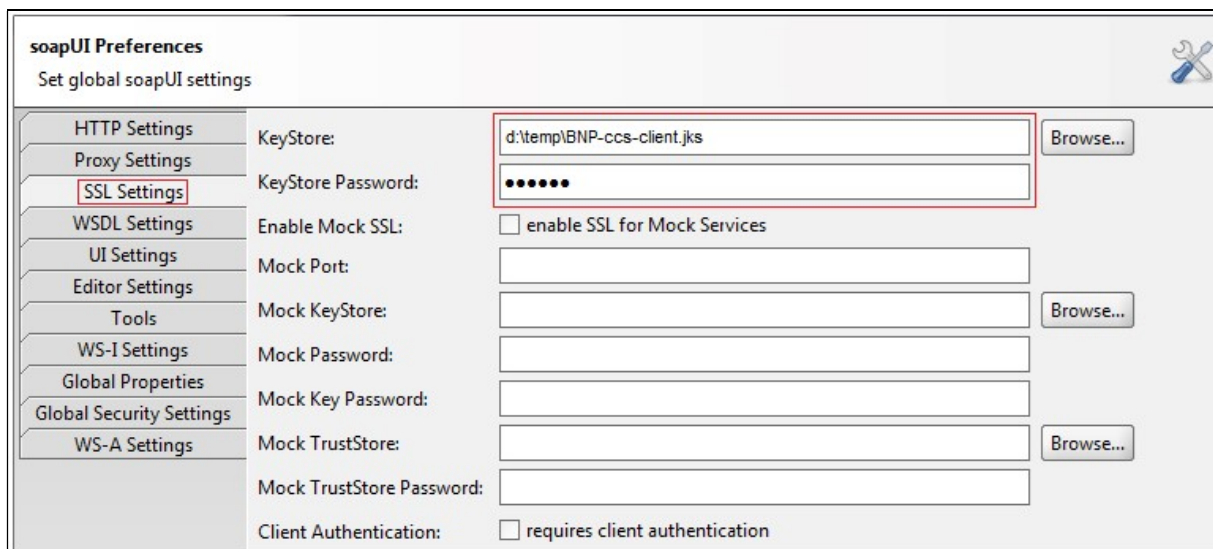 soapUI Preferences
Set global soapUI settings
HTTP Settings
Proxy Settings
SSL Settings
WSDL Settings
UI Settings
Editor Settings
Tools
WS-I Settings
Global Properties
Global Security Settings
WS-A Settings
KeyStore: d:\temp\BNP-ccs-client.jks Browse...
KeyStore Password: ••••••
Enable Mock SSL: enable SSL for Mock Services
Mock Port:
Mock KeyStore: Browse...
Mock Password:
Mock Key Password:
Mock TrustStore: Browse...
Mock TrustStore Password:
Client Authentication: requires client authentication